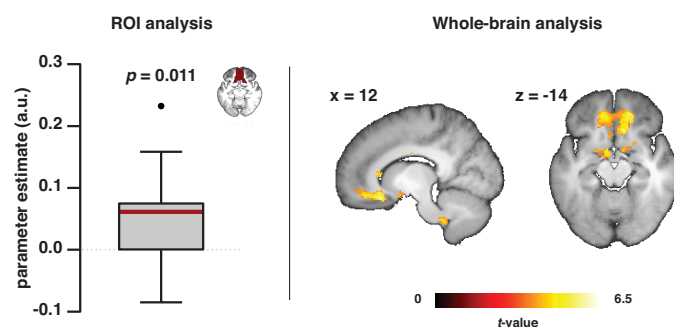 ROI analysis
Whole-brain analysis
0.3
0.2
0.1
0.0
-0.1
parameter estimate (a.u.)
p = 0.011
x = 12
z = -14
0
6.5
t-value